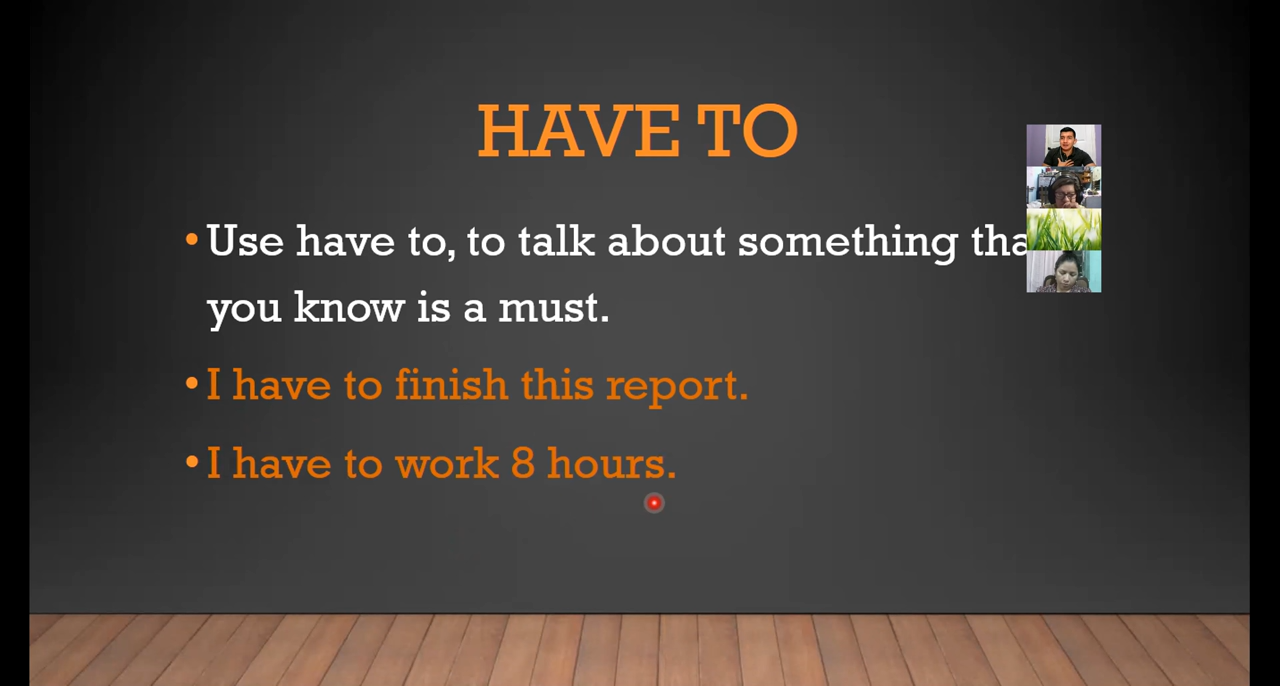 HAVE TO
• Use have to, to talk about something tha
you know is a must.
• I have to finish this report.
• I have to work 8 hours.